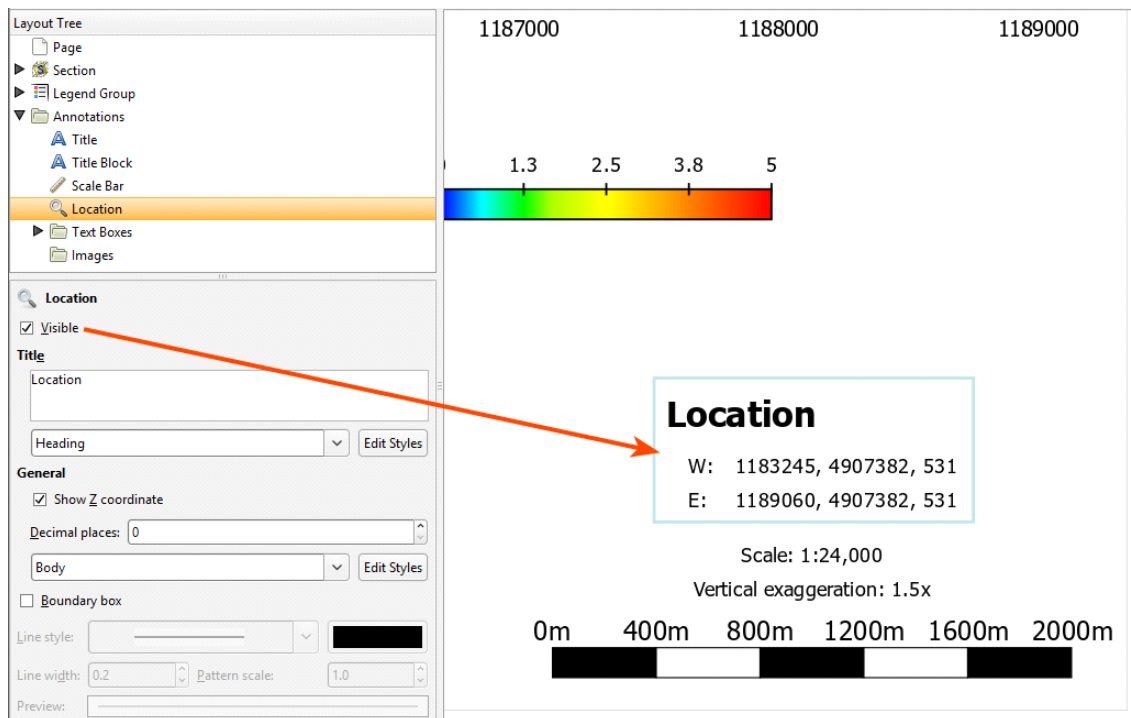 Layout Tree
Page
Section
Legend Group
Annotations
Title
Title Block
Scale Bar
Location
Text Boxes
Images
Location
Visible
Title
Location
Heading
Edit Styles
General
Show Z coordinate
Decimal places: 0
Body
Edit Styles
Boundary box
Line style:
Line width: 0.2 Pattern scale: 1.0
Preview:
1187000 1188000 1189000
1.3 2.5 3.8 5
Location
W: 1183245, 4907382, 531
E: 1189060, 4907382, 531
Scale: 1:24,000
Vertical exaggeration: 1.5x
0m 400m 800m 1200m 1600m 2000m